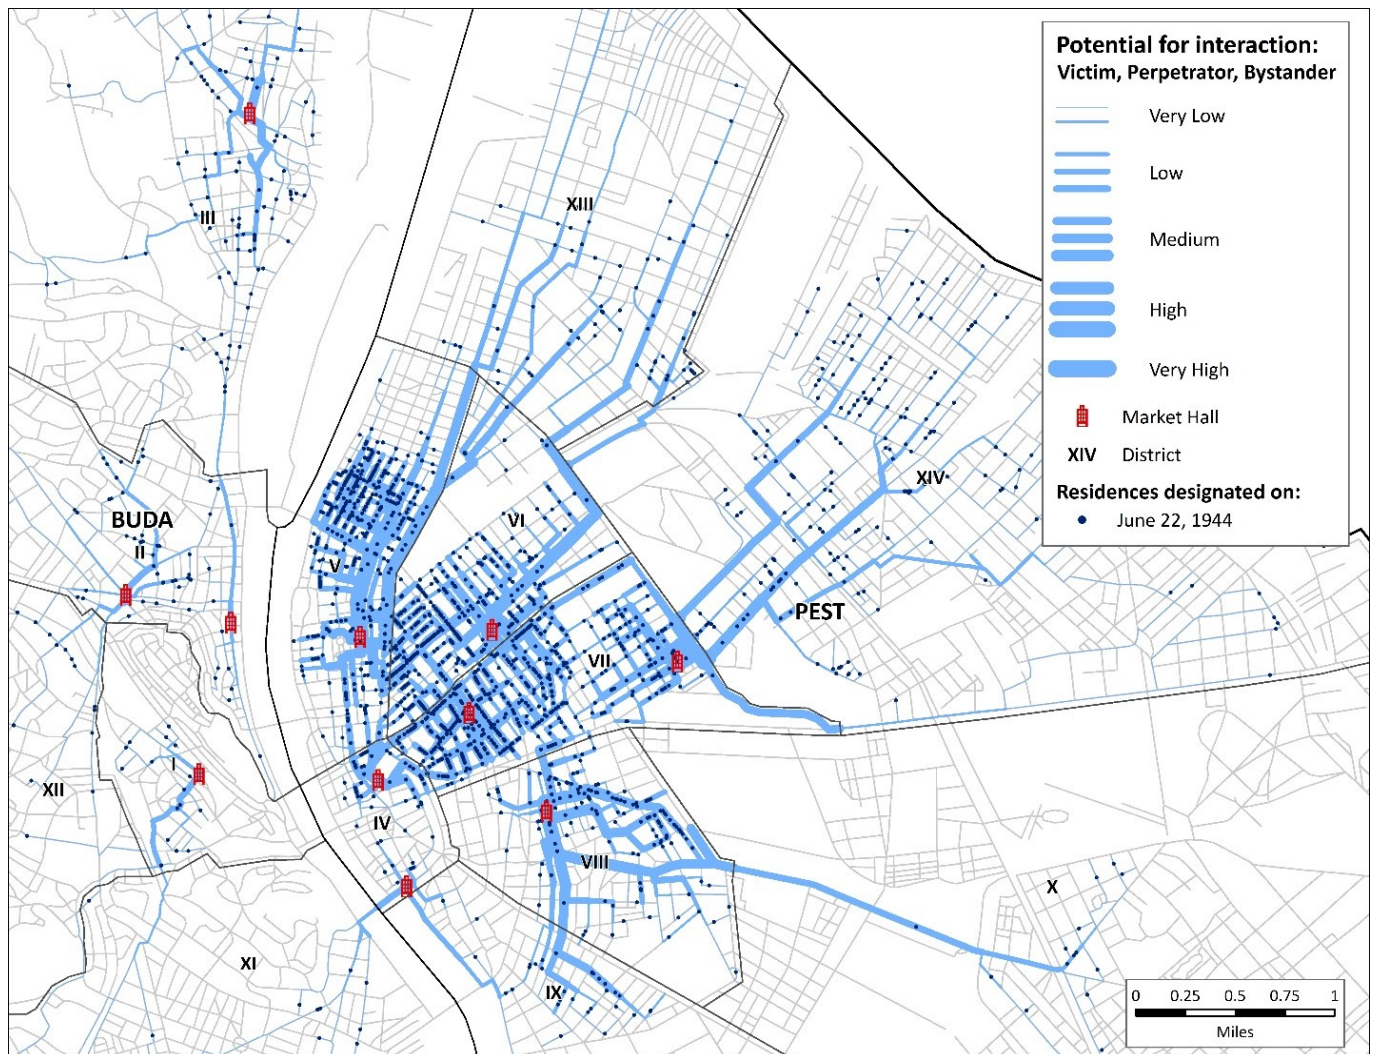 Potential for interaction:
Victim, Perpetrator, Bystander
Very Low
Low
Medium
High
Very High
Market Hall
XIV District
Residences designated on:
June 22, 1944
III
XIII
XIV
BUDA
II
VI
V
PEST
VII
I
XII
IV
VIII
X
XI
IX
0 0.25 0.5 0.75 1
Miles